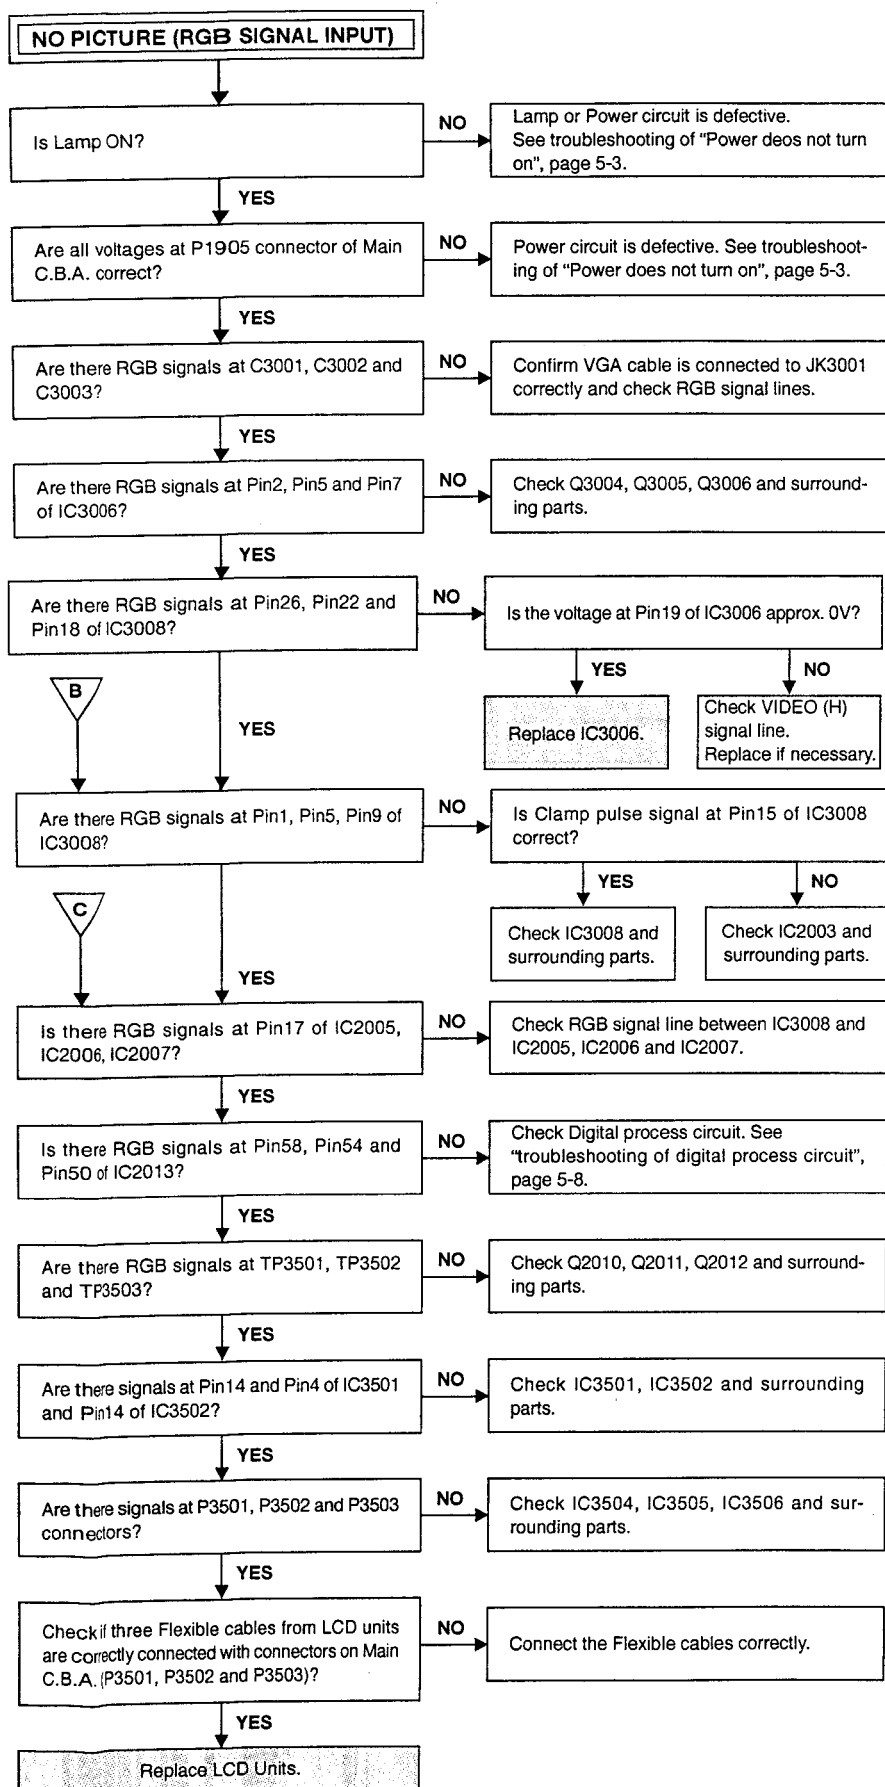 NO PICTURE (RGB SIGNAL INPUT)
Is Lamp ON?
NO
Lamp or Power circuit is defective.
See troubleshooting of "Power deos not turn
on", page 5-3.
YES
Are all voltages at P1905 connector of Main
C.B.A. correct?
NO
Power circuit is defective. See troubleshoot-
ing of "Power does not turn on", page 5-3.
YES
Are there RGB signals at C3001, C3002 and
C3003?
NO
Confirm VGA cable is connected to JK3001
correctly and check RGB signal lines.
YES
Are there RGB signals at Pin2, Pin5 and Pin7
of IC3006?
NO
Check Q3004, Q3005, Q3006 and surround-
ing parts.
YES
Are there RGB signals at Pin26, Pin22 and
Pin18 of IC3008?
NO
Is the voltage at Pin19 of IC3006 approx. 0V?
YES
NO
Replace IC3006.
Check VIDEO (H)
signal line.
Replace if necessary.
B
YES
Are there RGB signals at Pin1, Pin5, Pin9 of
IC3008?
NO
Is Clamp pulse signal at Pin15 of IC3008
correct?
YES
NO
Check IC3008 and
surrounding parts.
Check IC2003 and
surrounding parts.
C
YES
Is there RGB signals at Pin17 of IC2005,
IC2006, IC2007?
NO
Check RGB signal line between IC3008 and
IC2005, IC2006 and IC2007.
YES
Is there RGB signals at Pin58, Pin54 and
Pin50 of IC2013?
NO
Check Digital process circuit. See
"troubleshooting of digital process circuit",
page 5-8.
YES
Are there RGB signals at TP3501, TP3502
and TP3503?
NO
Check Q2010, Q2011, Q2012 and surround-
ing parts.
YES
Are there signals at Pin14 and Pin4 of IC3501
and Pin14 of IC3502?
NO
Check IC3501, IC3502 and surrounding
parts.
YES
Are there signals at P3501, P3502 and P3503
connectors?
NO
Check IC3504, IC3505, IC3506 and sur-
rounding parts.
YES
Check if three Flexible cables from LCD units
are correctly connected with connectors on Main
C.B.A. (P3501, P3502 and P3503)?
NO
Connect the Flexible cables correctly.
YES
Replace LCD Units.